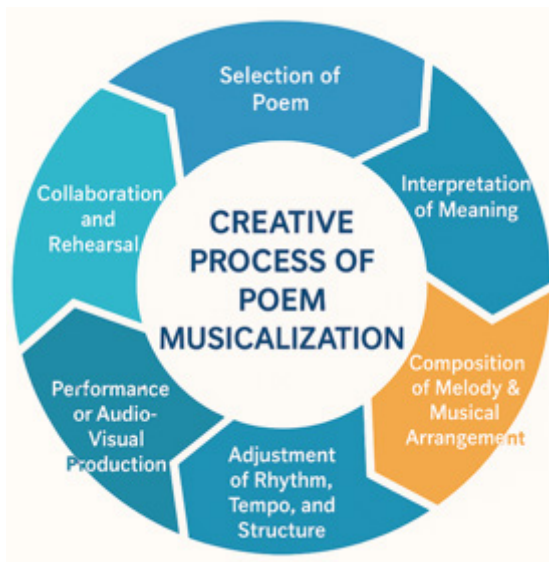 CREATIVE
PROCESS OF
POEM
MUSICALIZATION
Selection of
Poem
Interpretation
of Meaning
Composition
of Melody &
Musical
Arrangement
Adjustment
of Rhythm,
Tempo, and
Structure
Performance
or Audio-
Visual
Production
Collaboration
and
Rehearsal